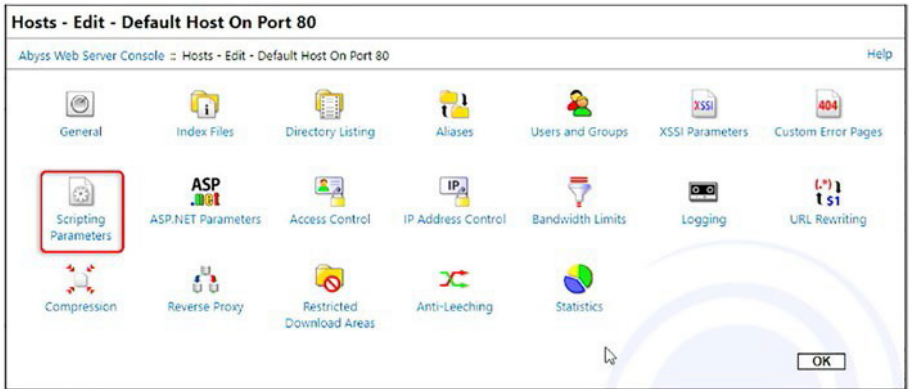 Hosts - Edit - Default Host On Port 80
Abyss Web Server Console :: Hosts - Edit - Default Host On Port 80 Help
General Index Files Directory Listing Aliases Users and Groups XSSI Parameters Custom Error Pages
XSSI 404
ASP .net IP (.*) $1
Scripting Parameters ASP.NET Parameters Access Control IP Address Control Bandwidth Limits Logging URL Rewriting
Compression Reverse Proxy Restricted Download Areas Anti-Leeching Statistics
OK